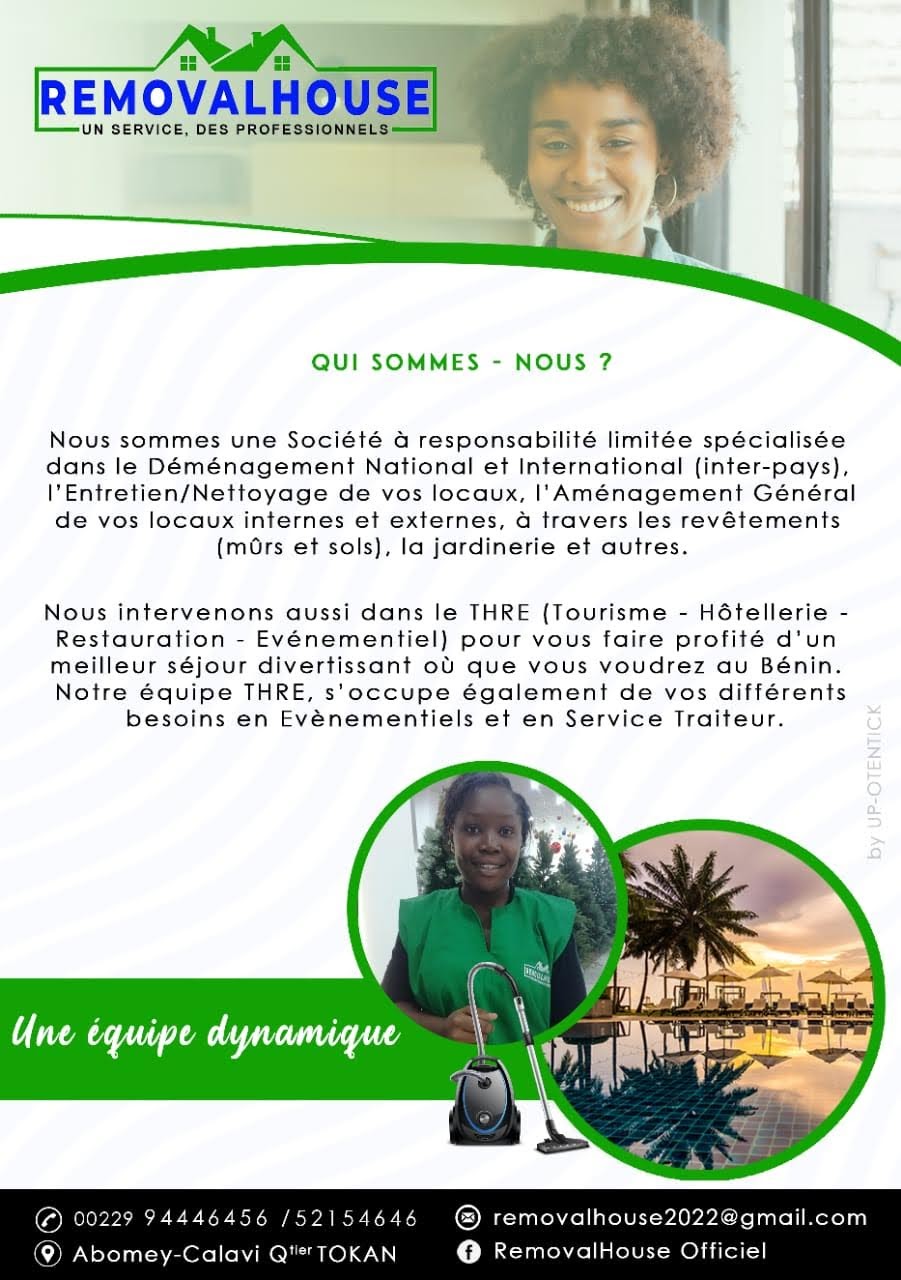 REMOVALHOUSE
UN SERVICE, DES PROFESSIONNELS
QUI SOMMES - NOUS ?
Nous sommes une Société à responsabilité limitée spécialisée
dans le Déménagement National et International (inter-pays),
l'Entretien/Nettoyage de vos locaux, l'Aménagement Général
de vos locaux internes et externes, à travers les revêtements
(mûrs et sols), la jardinerie et autres.
Nous intervenons aussi dans le THRE (Tourisme - Hôtellerie -
Restauration - Evénementiel) pour vous faire profité d'un
meilleur séjour divertissant où que vous voudrez au Bénin.
Notre équipe THRE, s'occupe également de vos différents
besoins en Evènementiels et en Service Traiteur.
by UP-OTENTICK
REMOVALHOUSE
Une équipe dynamique
00229 94446456 /52154646
removalhouse2022@gmail.com
Abomey-Calavi Qtier TOKAN
RemovalHouse Officiel